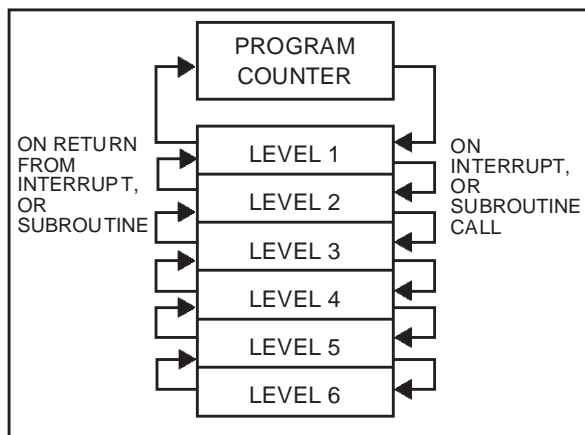 PROGRAM
COUNTER
ON RETURN
FROM
INTERRUPT,
OR
SUBROUTINE
LEVEL 1
LEVEL 2
LEVEL 3
LEVEL 4
LEVEL 5
LEVEL 6
ON
INTERRUPT,
OR
SUBROUTINE
CALL